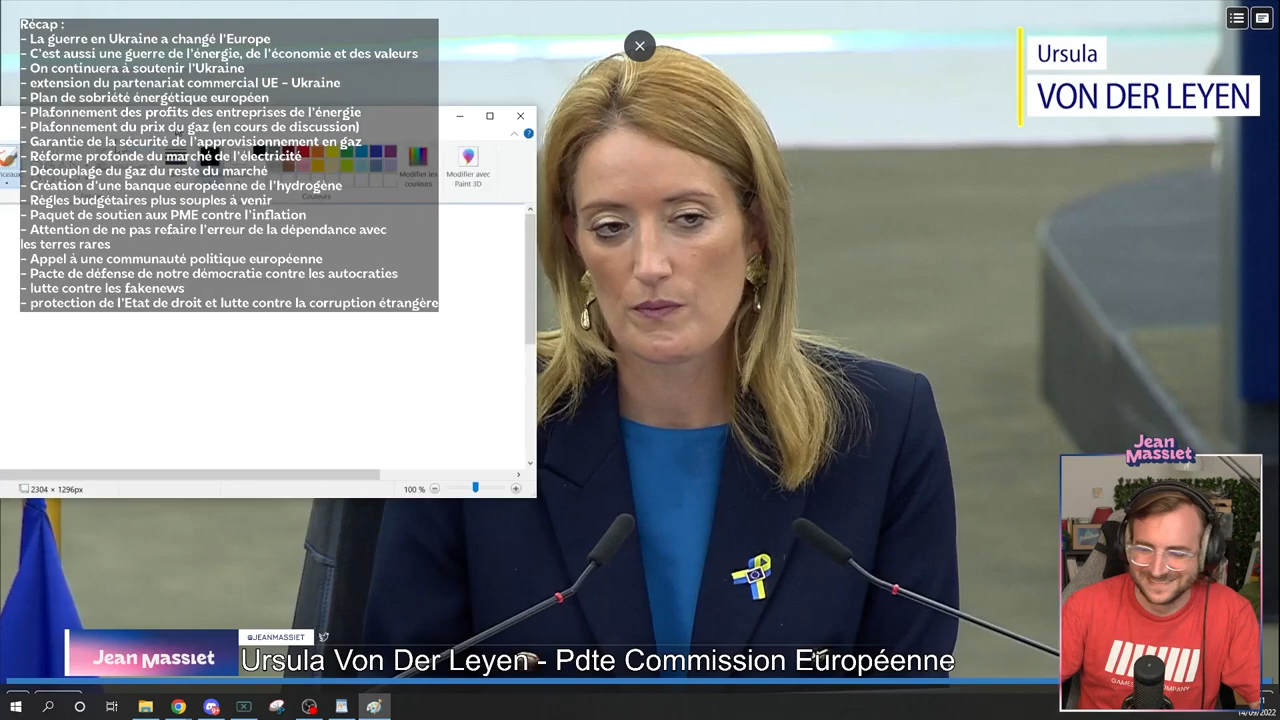 Récap :
- La guerre en Ukraine a changé l'Europe
- C'est aussi une guerre de l'énergie, de l'économie et des valeurs
- On continuera à soutenir l'Ukraine
- extension du partenariat commercial UE - Ukraine
- Plan de sobriété énergétique européen
- Plafonnement des profits des entreprises de l'énergie
- Plafonnement du prix du gaz (en cours de discussion)
- Garantie de la sécurité de l'approvisionnement en gaz
- Réforme profonde du marché de l'électricité
- Découplage du gaz du reste du marché
- Création d'une banque européenne de l'hydrogène
- Règles budgétaires plus souples à venir
- Paquet de soutien aux PME contre l'inflation
- Attention de ne pas refaire l'erreur de la dépendance avec
les terres rares
- Appel à une communauté politique européenne
- Pacte de défense de notre démocratie contre les autocraties
- lutte contre les fakenews
- protection de l'Etat de droit et lutte contre la corruption étrangère
Modifier les
couleurs
Modifier avec
Paint 3D
Couleurs
2304 × 1296px
100 %
Ursula
VON DER LEYEN
Jean
Massiet
@JEANMASSIET
Jean Massiet
Ursula Von Der Leyen - Pdte Commission Européenne
14/09/2022